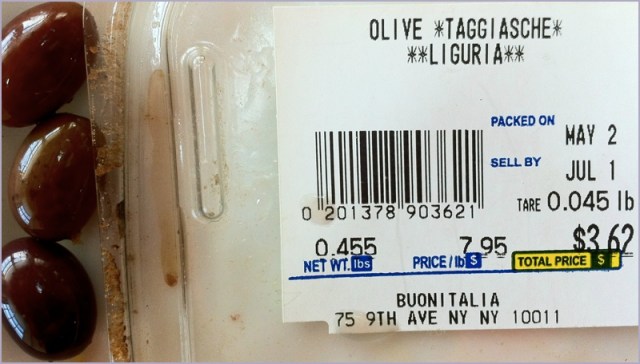 OLIVE *TAGGIASCHE*
**LIGURIA**
PACKED ON MAY 2
SELL BY JUL 1
TARE 0.045 lb
0 201378 903621
0.455 7.95 $3.62
NET WT. lbs PRICE/lb $ TOTAL PRICE $
BUONITALIA
75 9TH AVE NY NY 10011